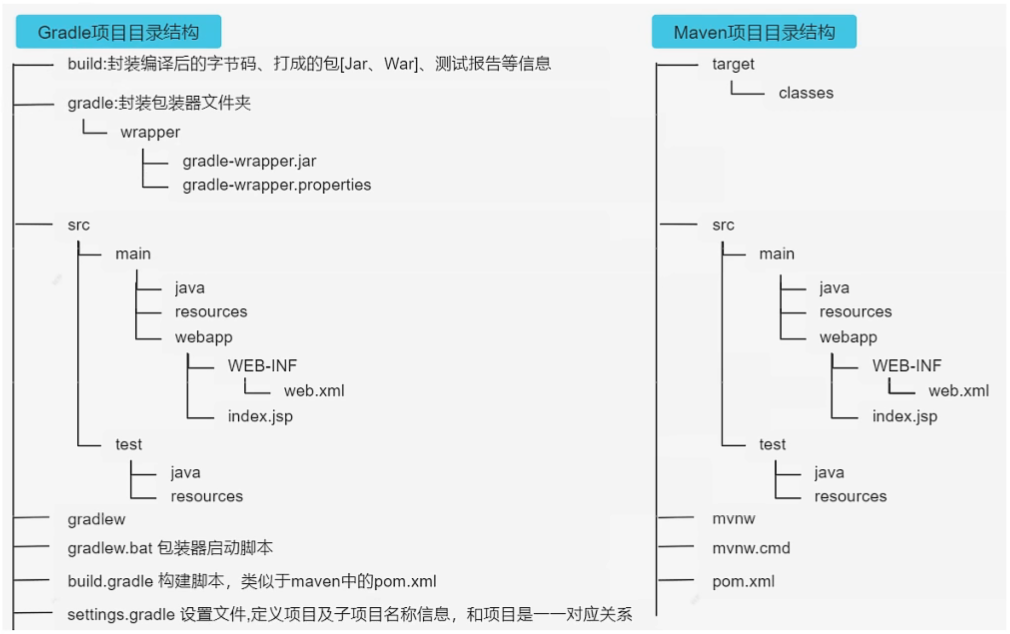 Gradle项目目录结构
build:封装编译后的字节码、打成的包[Jar、War]、测试报告等信息
gradle:封装包装器文件夹
wrapper
gradle-wrapper.jar
gradle-wrapper.properties
src
main
java
resources
webapp
WEB-INF
web.xml
index.jsp
test
java
resources
gradlew
gradlew.bat 包装器启动脚本
build.gradle 构建脚本，类似于maven中的pom.xml
settings.gradle 设置文件,定义项目及子项目名称信息，和项目是一一对应关系
Maven项目目录结构
target
classes
src
main
java
resources
webapp
WEB-INF
web.xml
index.jsp
test
java
resources
mvnw
mvnw.cmd
pom.xml